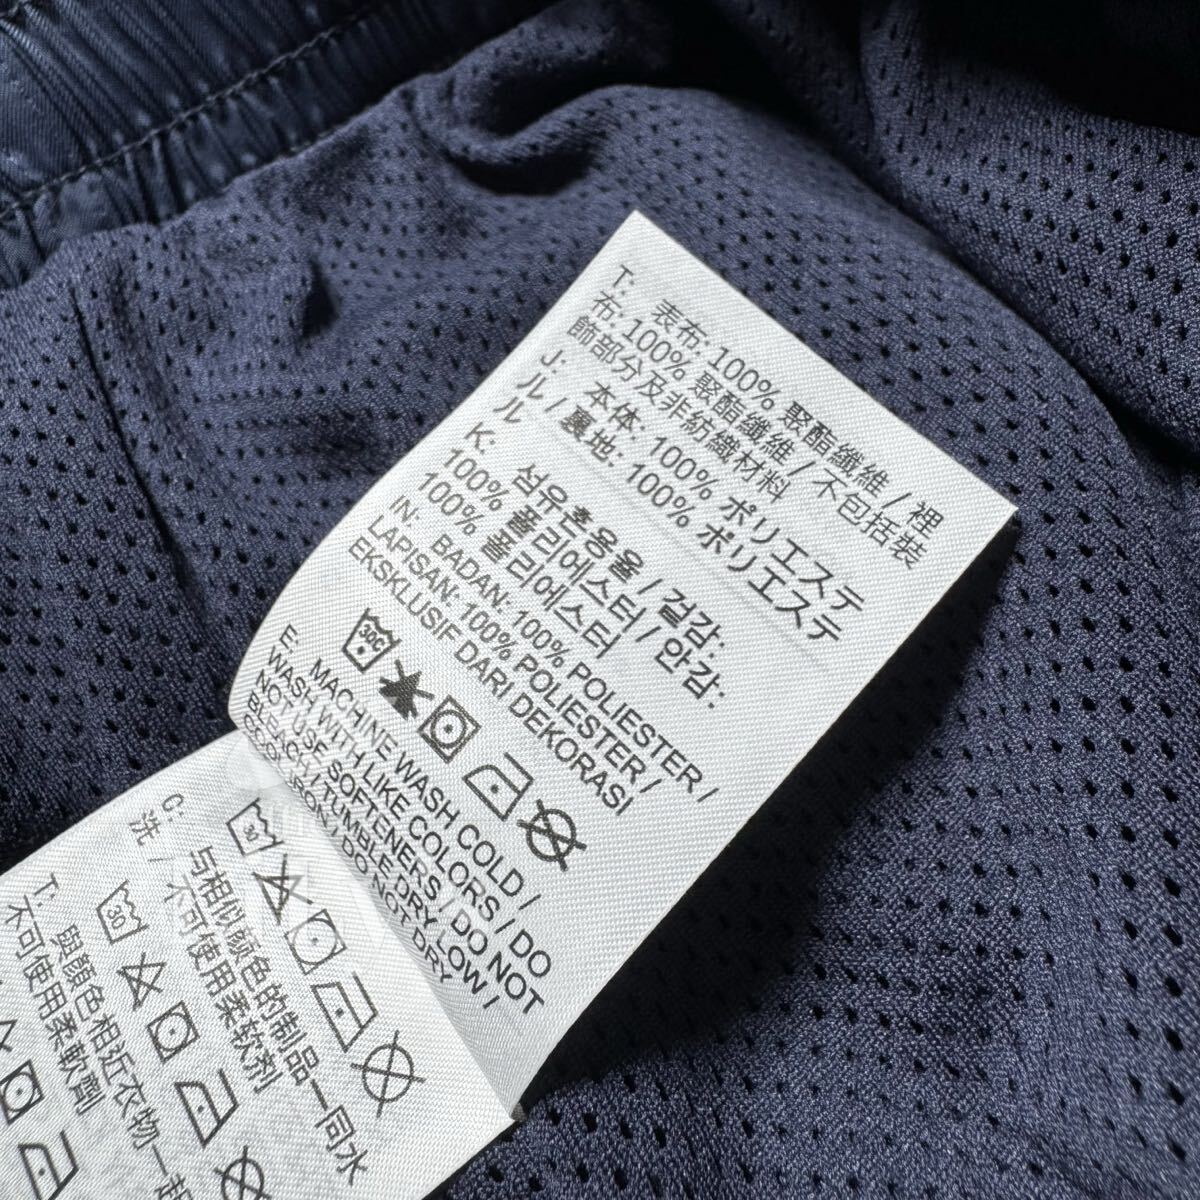 T: 表布: 100% 聚酯纖維 / 裡
布: 100% 聚酯纖維 / 不包括裝
飾部分及非紡織材料
J: 本体: 100% ポリエステ
ル / 裏地: 100% ポリエステ
ル
K: 섬유혼용율 / 겉감:
100% 폴리에스터 / 안감:
100% 폴리에스터
IN: BADAN: 100% POLIESTER /
LAPISAN: 100% POLIESTER /
EKSKLUSIF DARI DEKORASI
30C
E: MACHINE WASH COLD /
WASH WITH LIKE COLORS / DO
NOT USE SOFTENERS / DO NOT
BLEACH / TUMBLE DRY LOW /
COOL IRON / DO NOT DRY
30
C: 与相似颜色的制品一同水
洗 / 不可使用柔软剂
30
T: 與顏色相近衣物一起
不可使用柔軟劑